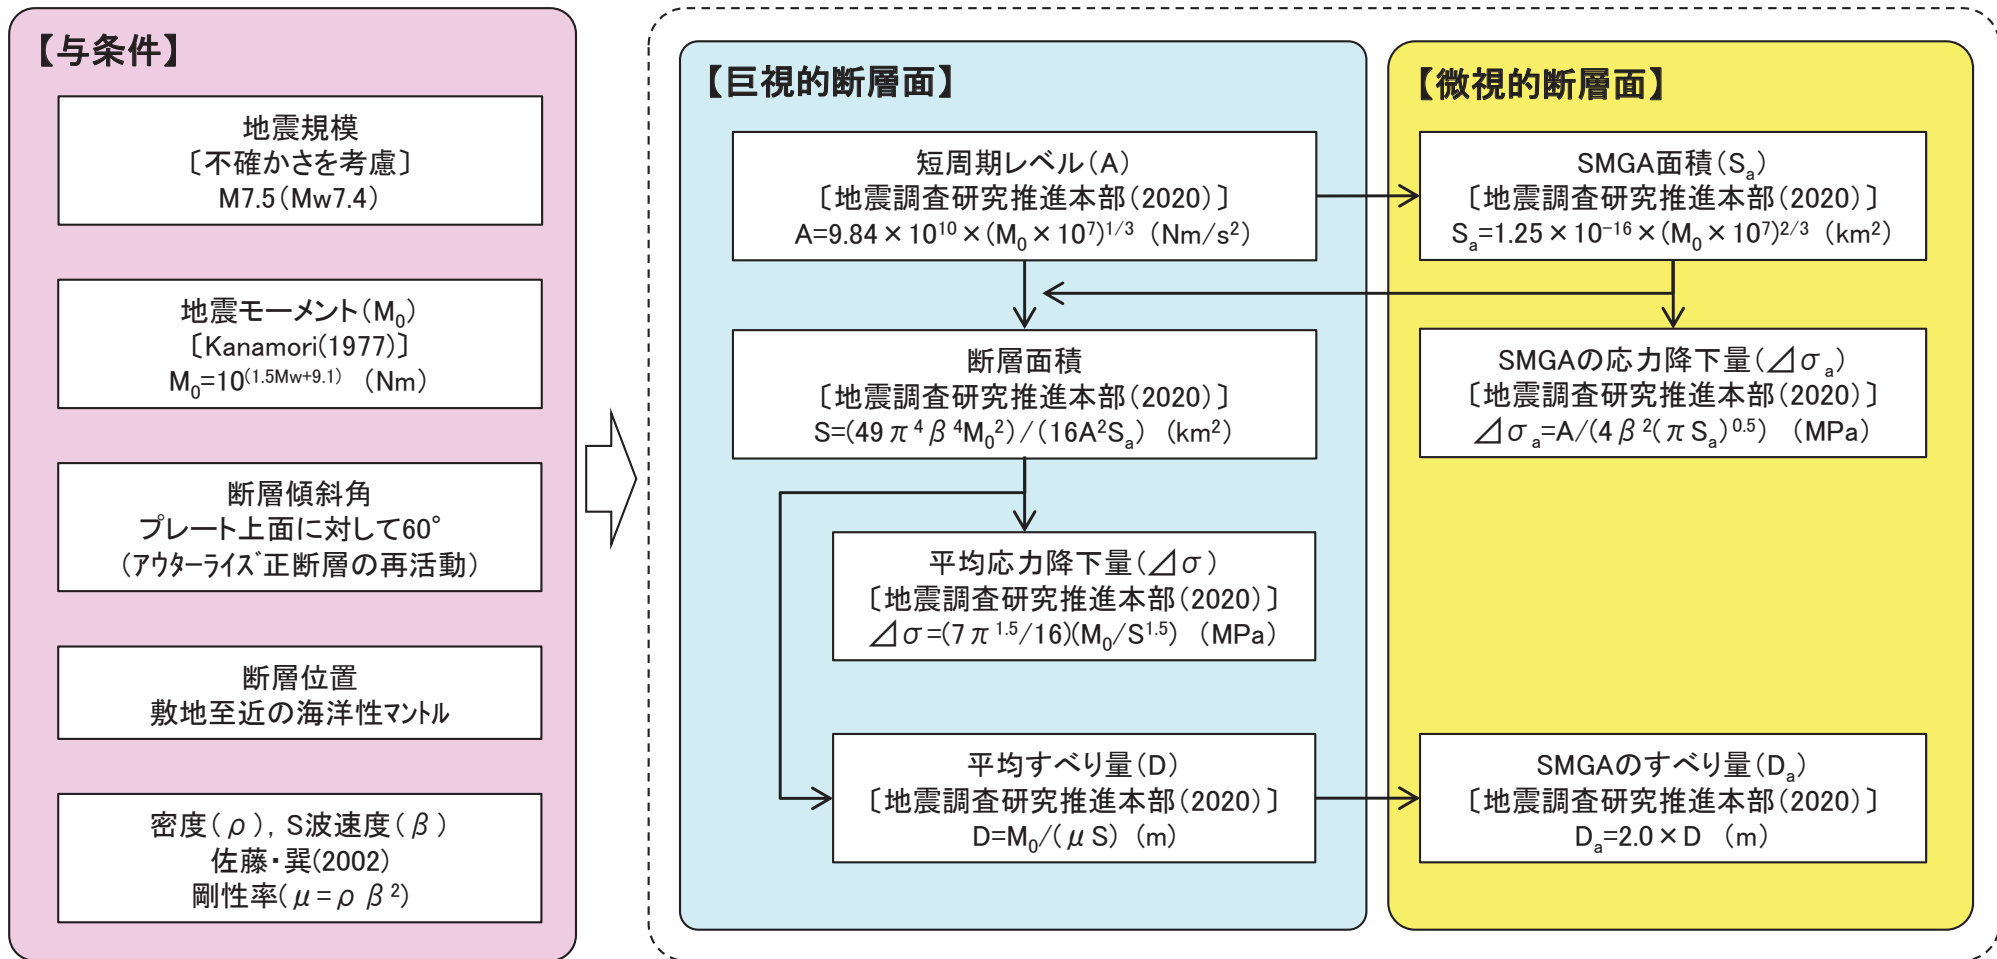 【与条件】
地震規模
〔不確かさを考慮〕
M7.5(Mw7.4)
地震モーメント(M₀)
〔Kanamori(1977)〕
M₀=10⁽¹·⁵ᴹʷ⁺⁹·¹⁾ (Nm)
断層傾斜角
プレート上面に対して60°
(アウターライズ正断層の再活動)
断層位置
敷地至近の海洋性マントル
密度(ρ), S波速度(β)
佐藤・巽(2002)
剛性率(μ=ρβ²)
【巨視的断層面】
短周期レベル(A)
〔地震調査研究推進本部(2020)〕
A=9.84×10¹⁰×(M₀×10⁷)¹/³ (Nm/s²)
断層面積
〔地震調査研究推進本部(2020)〕
S=(49π⁴β⁴M₀²)/(16A²Sₐ) (km²)
平均応力降下量(⊿σ)
〔地震調査研究推進本部(2020)〕
⊿σ=(7π¹·⁵/16)(M₀/S¹·⁵) (MPa)
平均すべり量(D)
〔地震調査研究推進本部(2020)〕
D=M₀/(μS) (m)
【微視的断層面】
SMGA面積(Sₐ)
〔地震調査研究推進本部(2020)〕
Sₐ=1.25×10⁻¹⁶×(M₀×10⁷)²/³ (km²)
SMGAの応力降下量(⊿σₐ)
〔地震調査研究推進本部(2020)〕
⊿σₐ=A/(4β²(πSₐ)⁰·⁵) (MPa)
SMGAのすべり量(Dₐ)
〔地震調査研究推進本部(2020)〕
Dₐ=2.0×D (m)